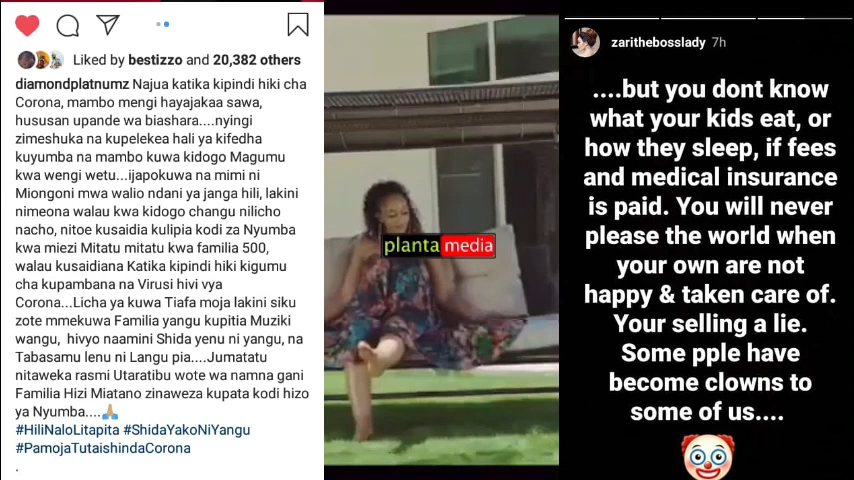 Liked by bestizzo and 20,382 others
diamondplatnumz Najua katika kipindi hiki cha
Corona, mambo mengi hayajakaa sawa,
hususan upande wa biashara....nyingi
zimeshuka na kupelekea hali ya kifedha
kuyumba na mambo kuwa kidogo Magumu
kwa wengi wetu...ijapokuwa na mimi ni
Miongoni mwa walio ndani ya janga hili, lakini
nimeona walau kwa kidogo changu nilicho
nacho, nitoe kusaidia kulipia kodi za Nyumba
kwa miezi Mitatu mitatu kwa familia 500,
walau kusaidiana Katika kipindi hiki kigumu
cha kupambana na Virusi hivi vya
Corona...Licha ya kuwa Tiafa moja lakini siku
zote mmekuwa Familia yangu kupitia Muziki
wangu, hivyo naamini Shida yenu ni yangu, na
Tabasamu lenu ni Langu pia....Jumatatu
nitaweka rasmi Utaratibu wote wa namna gani
Familia Hizi Miatano zinaweza kupata kodi hizo
ya Nyumba....🙏🏼
#HiliNaloLitapita #ShidaYakoNiYangu
#PamojaTutaishindaCorona
.
planta media
zarithebosslady 7h
....but you dont know
what your kids eat, or
how they sleep, if fees
and medical insurance
is paid. You will never
please the world when
your own are not
happy & taken care of.
Your selling a lie.
Some pple have
become clowns to
some of us....
🤡